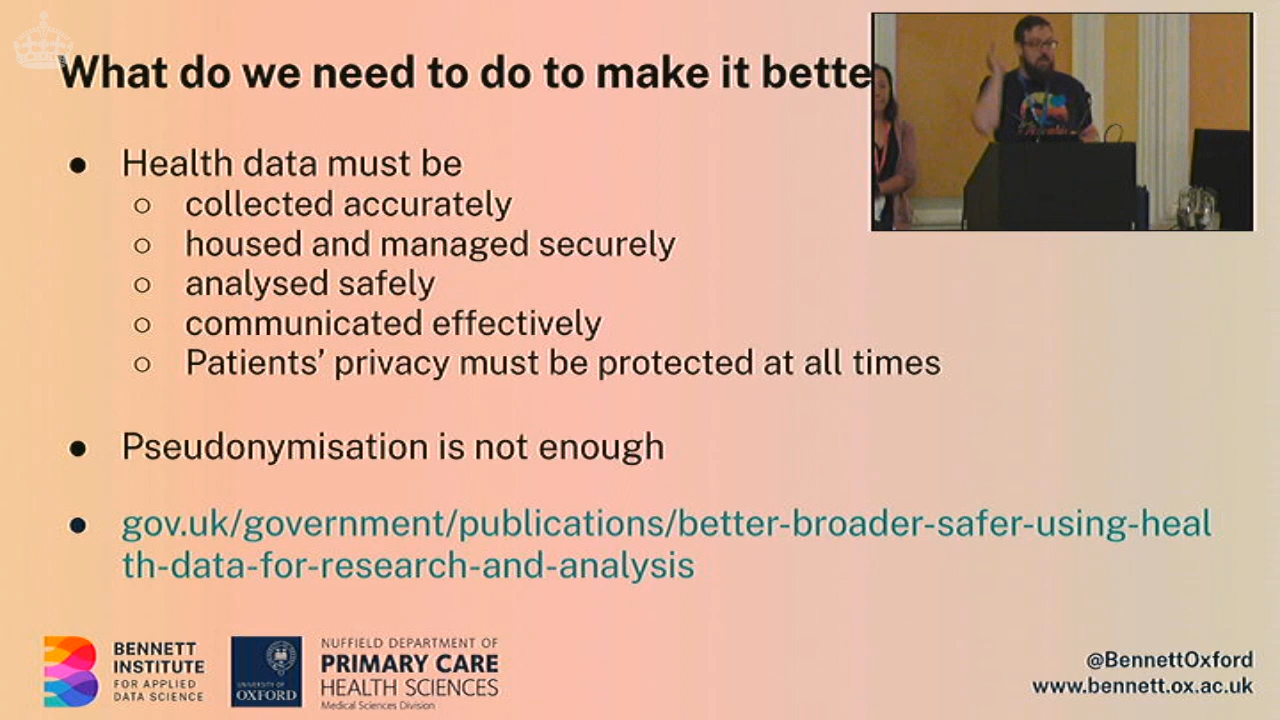 What do we need to do to make it bette
● Health data must be
○ collected accurately
○ housed and managed securely
○ analysed safely
○ communicated effectively
○ Patients’ privacy must be protected at all times
● Pseudonymisation is not enough
● gov.uk/government/publications/better-broader-safer-using-heal
th-data-for-research-and-analysis
BENNETT
INSTITUTE
FOR APPLIED
DATA SCIENCE
UNIVERSITY OF
OXFORD
NUFFIELD DEPARTMENT OF
PRIMARY CARE
HEALTH SCIENCES
Medical Sciences Division
@BennettOxford
www.bennett.ox.ac.uk